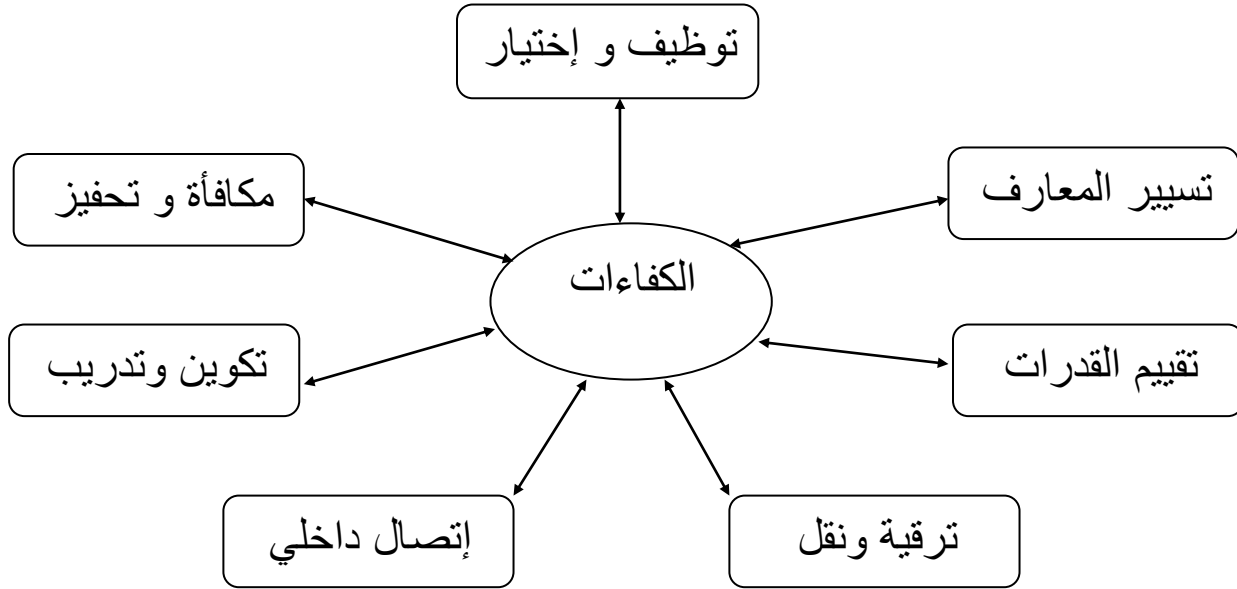 توظيف و إختيار
تسيير المعارف
مكافأة و تحفيز
الكفاءات
تقييم القدرات
تكوين وتدريب
ترقية ونقل
إتصال داخلي